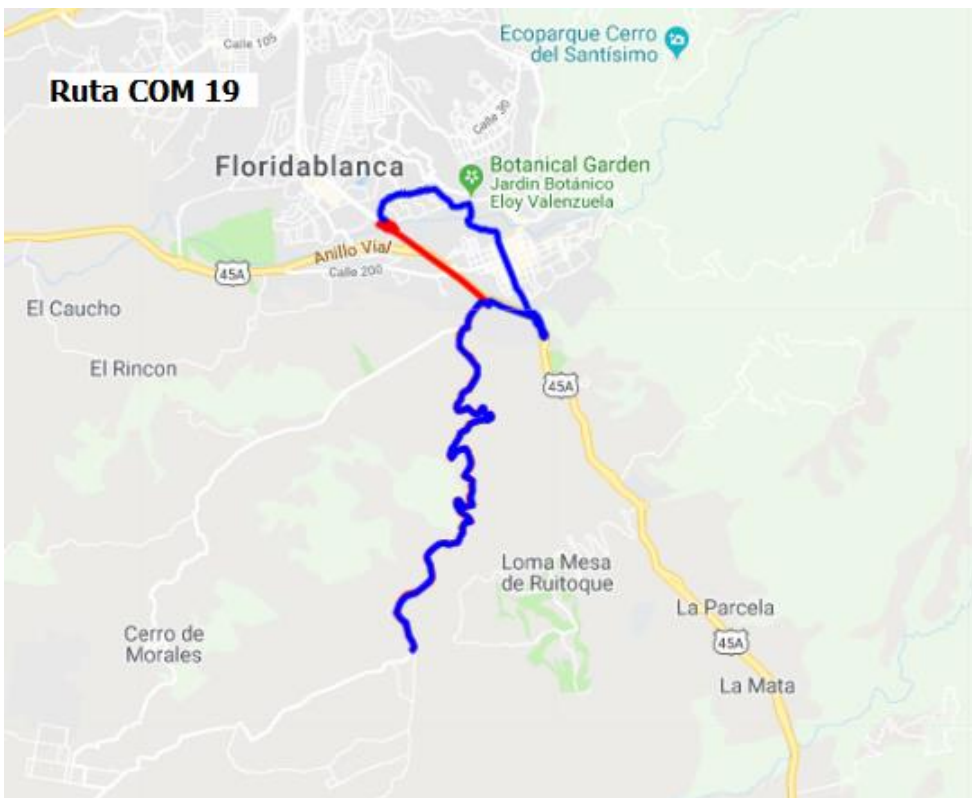 Ecoparque Cerro
del Santísimo
Calle 105
Ruta COM 19
Calle 30
Floridablanca
Botanical Garden
Jardin Botánico
Eloy Valenzuela
Anillo Vial
45A
Calle 200
El Caucho
El Rincon
45A
Loma Mesa
de Ruitoque
La Parcela
Cerro de
Morales
45A
La Mata